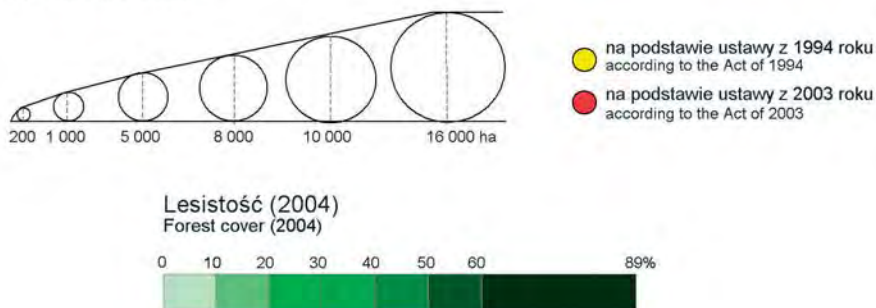 200 1 000 5 000 8 000 10 000 16 000 ha
na podstawie ustawy z 1994 roku
according to the Act of 1994
na podstawie ustawy z 2003 roku
according to the Act of 2003
Lesistość (2004)
Forest cover (2004)
0 10 20 30 40 50 60 89%